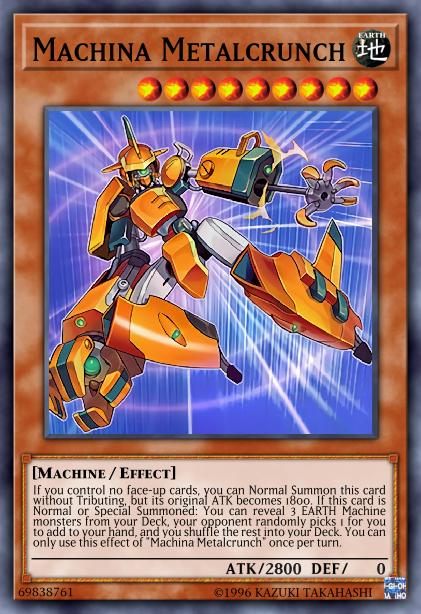 MACHINA METALCRUNCH
EARTH
地
[MACHINE / EFFECT]
If you control no face-up cards, you can Normal Summon this card
without Tributing, but its original ATK becomes 1800. If this card is
Normal or Special Summoned: You can reveal 3 EARTH Machine
monsters from your Deck, your opponent randomly picks 1 for you
to add to your hand, and you shuffle the rest into your Deck. You can
only use this effect of "Machina Metalcrunch" once per turn.
ATK/2800 DEF/ 0
69838761
©1996 KAZUKI TAKAHASHI